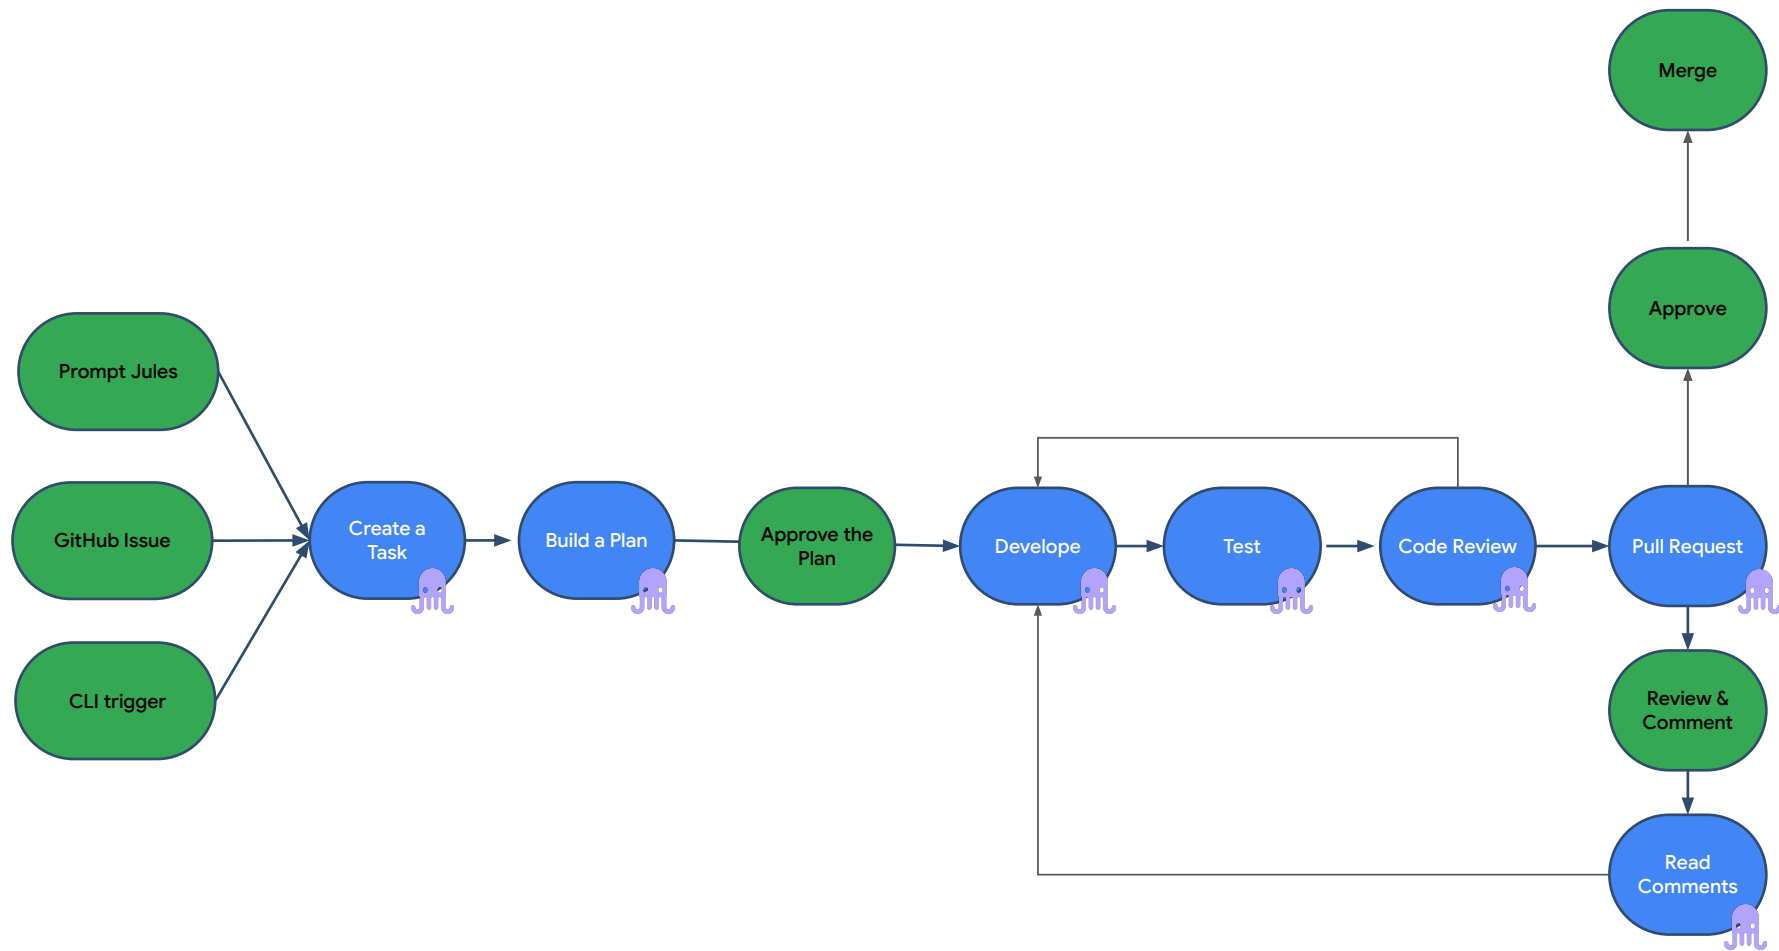 Merge
Approve
Prompt Jules
GitHub Issue
CLI trigger
Create a
Task
Build a Plan
Approve the
Plan
Develope
Test
Code Review
Pull Request
Review &
Comment
Read
Comments